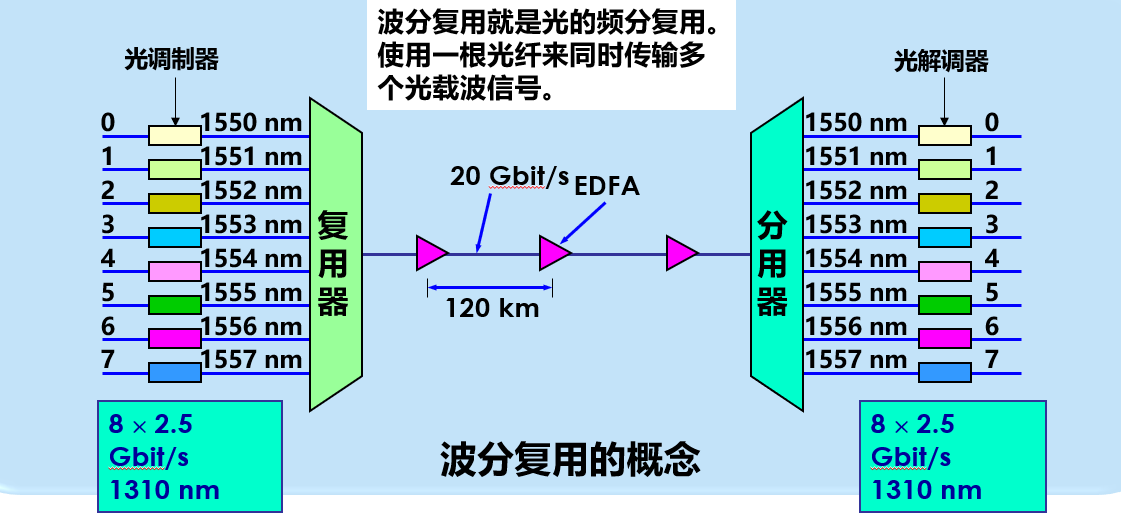 波分复用就是光的频分复用。
使用一根光纤来同时传输多
个光载波信号。
光调制器
光解调器
0 1550 nm
1 1551 nm
2 1552 nm
3 1553 nm
4 1554 nm
5 1555 nm
6 1556 nm
7 1557 nm
复
用
器
20 Gbit/s
EDFA
120 km
分
用
器
1550 nm 0
1551 nm 1
1552 nm 2
1553 nm 3
1554 nm 4
1555 nm 5
1556 nm 6
1557 nm 7
8 × 2.5
Gbit/s
1310 nm
波分复用的概念
8 × 2.5
Gbit/s
1310 nm